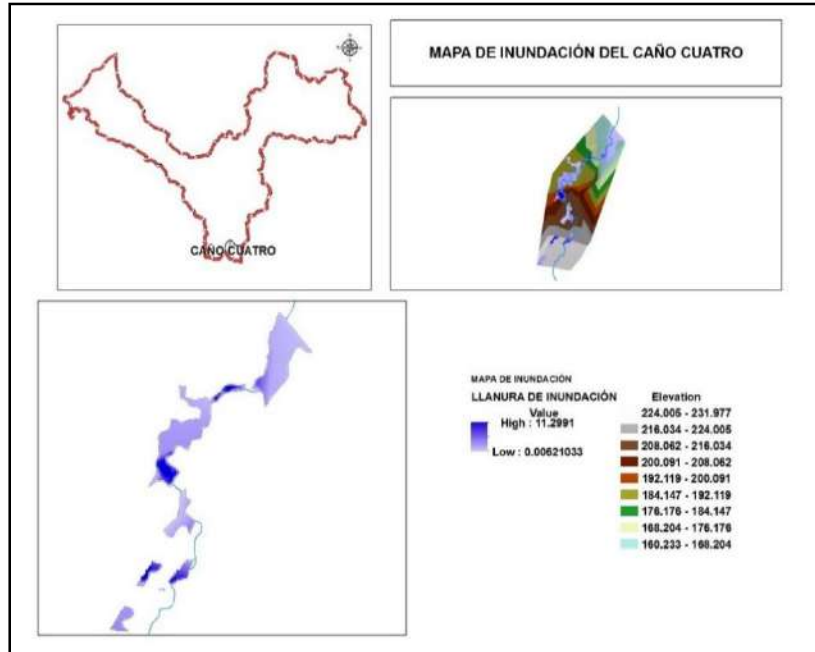 MAPA DE INUNDACIÓN DEL CAÑO CUATRO
CAÑO CUATRO
MAPA DE INUNDACIÓN
LLANURA DE INUNDACIÓN
Value
High : 11.2991
Low : 0.00621033
Elevation
224.005 - 231.977
216.034 - 224.005
208.062 - 216.034
200.091 - 208.062
192.119 - 200.091
184.147 - 192.119
176.176 - 184.147
168.204 - 176.176
160.233 - 168.204